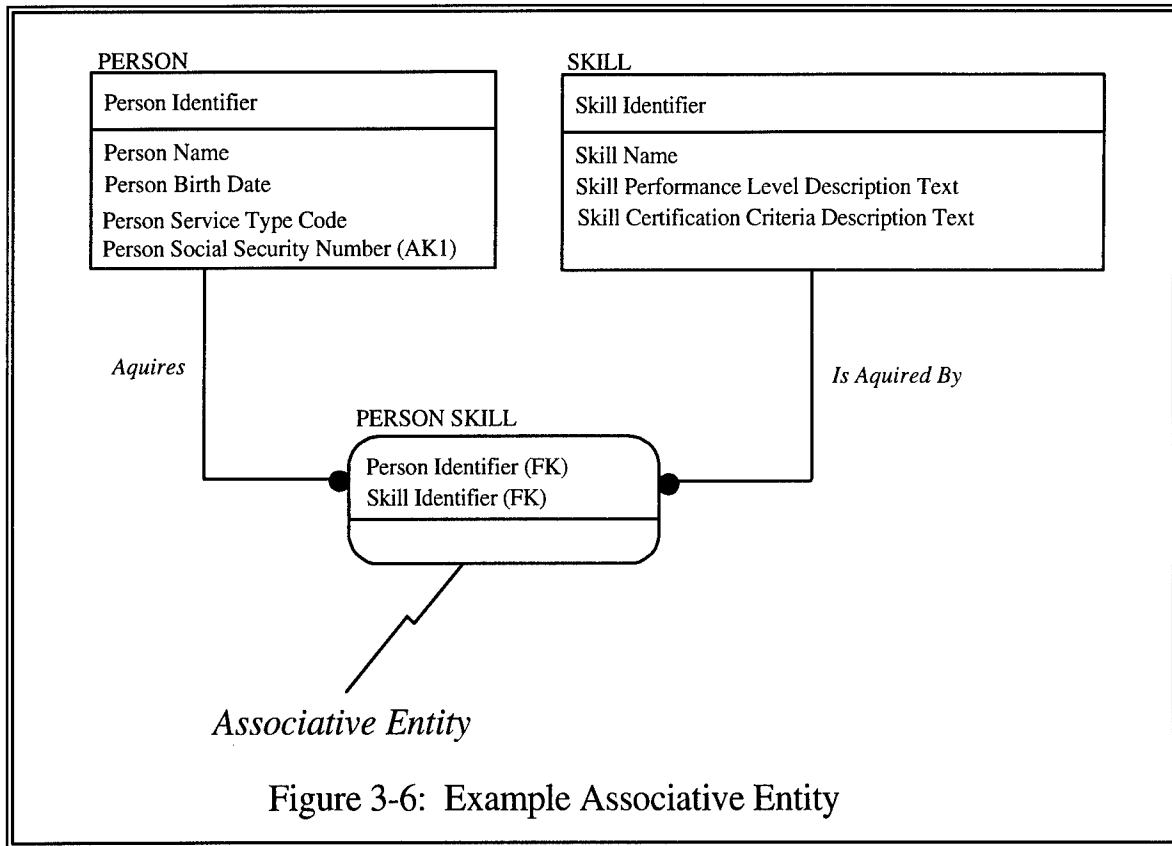 PERSON
Person Identifier
Person Name
Person Birth Date
Person Service Type Code
Person Social Security Number (AK1)
SKILL
Skill Identifier
Skill Name
Skill Performance Level Description Text
Skill Certification Criteria Description Text
Aquires
Is Aquired By
PERSON SKILL
Person Identifier (FK)
Skill Identifier (FK)
Associative Entity
Figure 3-6: Example Associative Entity